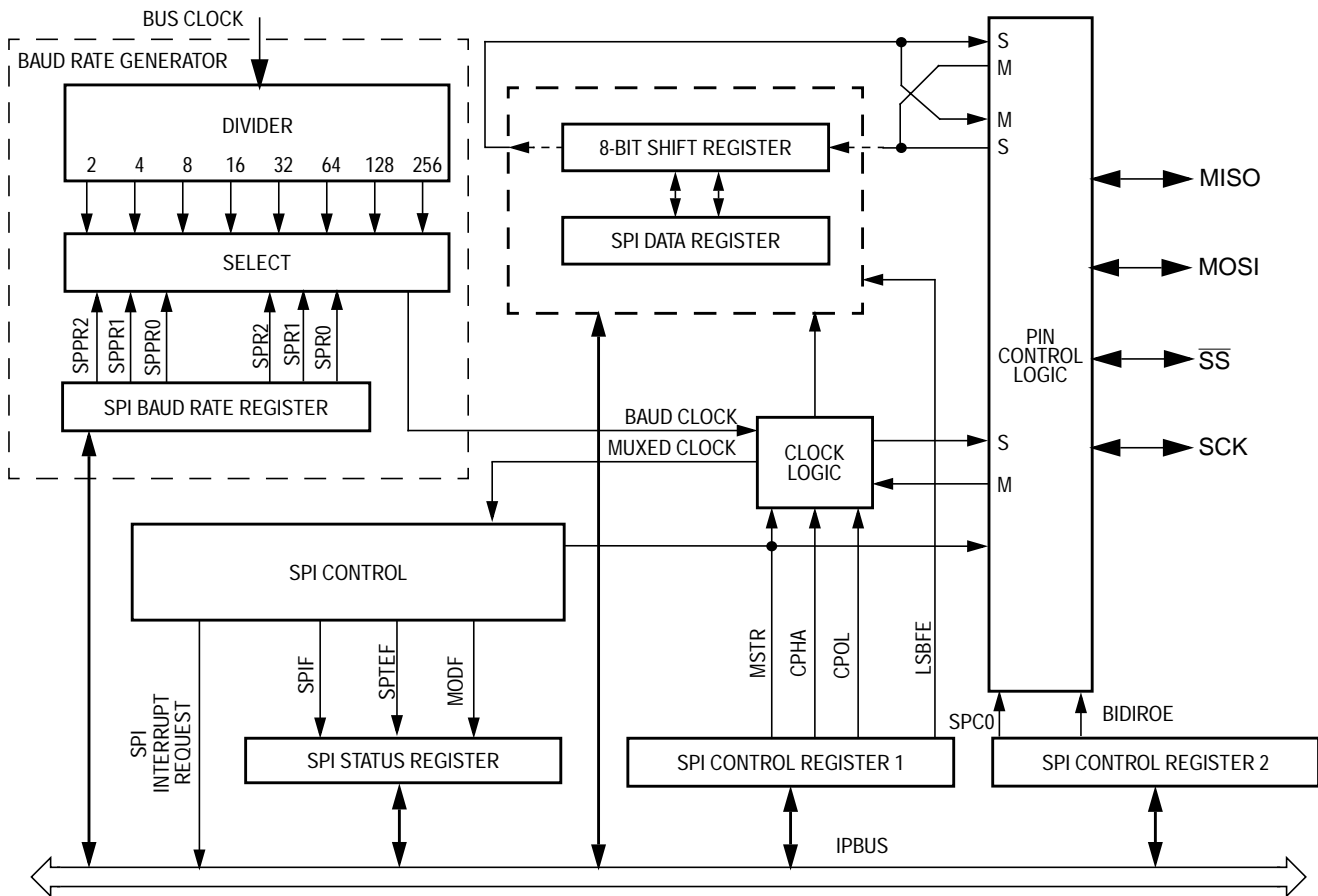 BUS CLOCK
BAUD RATE GENERATOR
DIVIDER
2 4 8 16 32 64 128 256
SELECT
SPPR2
SPPR1
SPPR0
SPR2
SPR1
SPR0
SPI BAUD RATE REGISTER
8-BIT SHIFT REGISTER
SPI DATA REGISTER
S
M
M
S
PIN
CONTROL
LOGIC
MISO
MOSI
SS
SCK
BAUD CLOCK
MUXED CLOCK
CLOCK
LOGIC
S
M
SPI CONTROL
SPI
INTERRUPT
REQUEST
SPIF
SPTEF
MODF
MSTR
CPHA
CPOL
LSBFE
SPC0
BIDIROE
SPI STATUS REGISTER
SPI CONTROL REGISTER 1
SPI CONTROL REGISTER 2
IPBUS